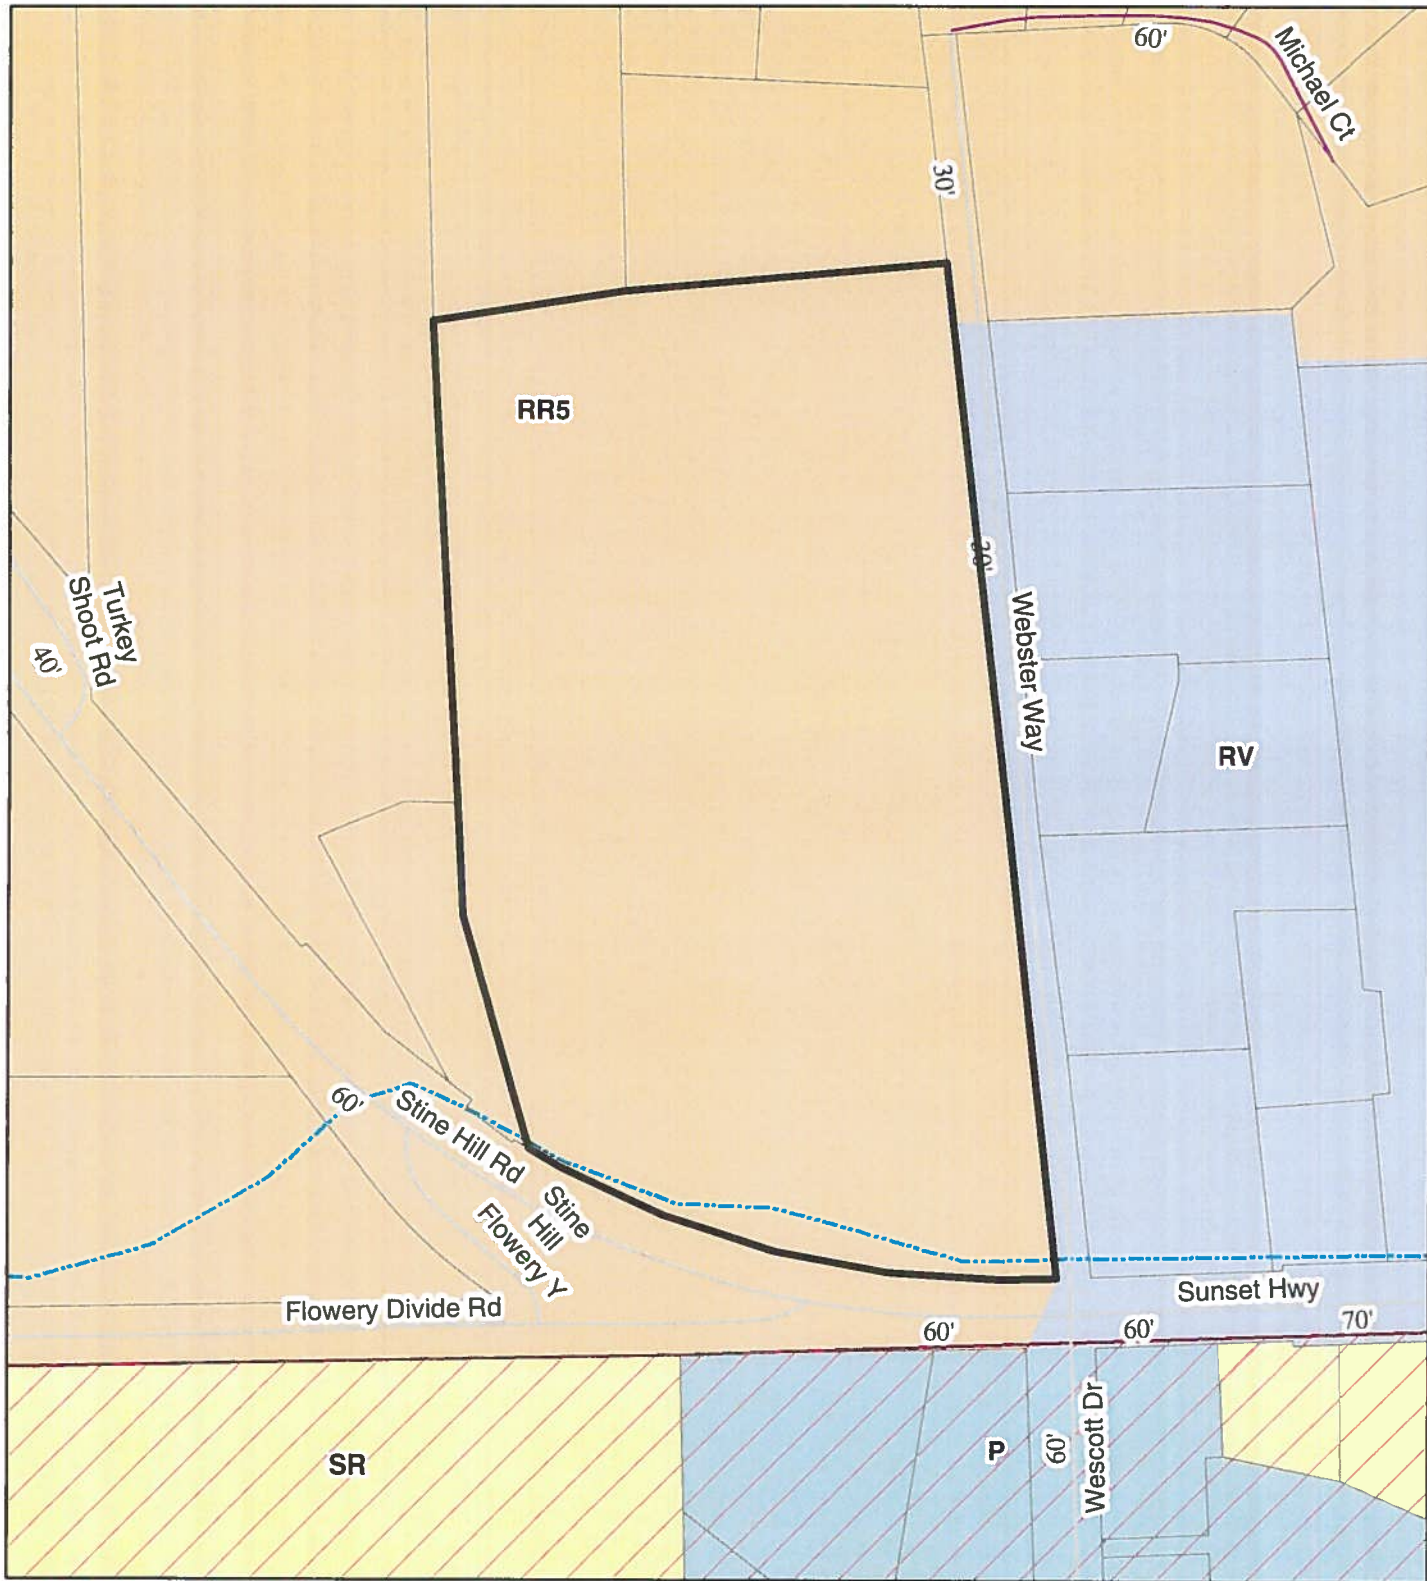 60'
Michael Ct
30'
RR5
30'
Turkey
Shoot Rd
40'
Webster Way
RV
60'
Stine Hill Rd
Stine
Hill
Flowery Y
Flowery Divide Rd
Sunset Hwy
60'
60'
70'
SR
P
60'
Wescott Dr